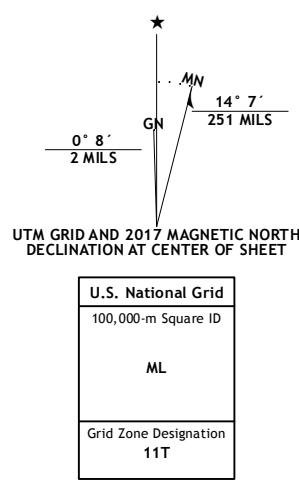 MN
GN
14° 7´
251 MILS
0° 8´
2 MILS
UTM GRID AND 2017 MAGNETIC NORTH
DECLINATION AT CENTER OF SHEET
U.S. National Grid
100,000-m Square ID
ML
Grid Zone Designation
11T